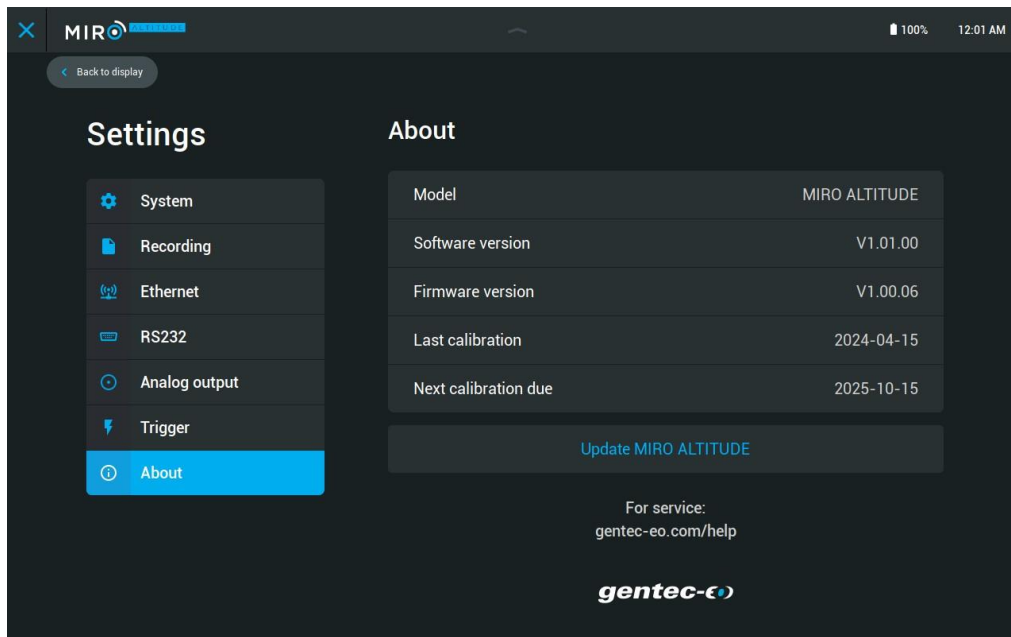 MIRO ALTITUDE 100% 12:01 AM
Back to display
Settings
System
Recording
Ethernet
RS232
Analog output
Trigger
About
About
Model MIRO ALTITUDE
Software version V1.01.00
Firmware version V1.00.06
Last calibration 2024-04-15
Next calibration due 2025-10-15
Update MIRO ALTITUDE
For service:
gentec-eo.com/help
gentec-eo